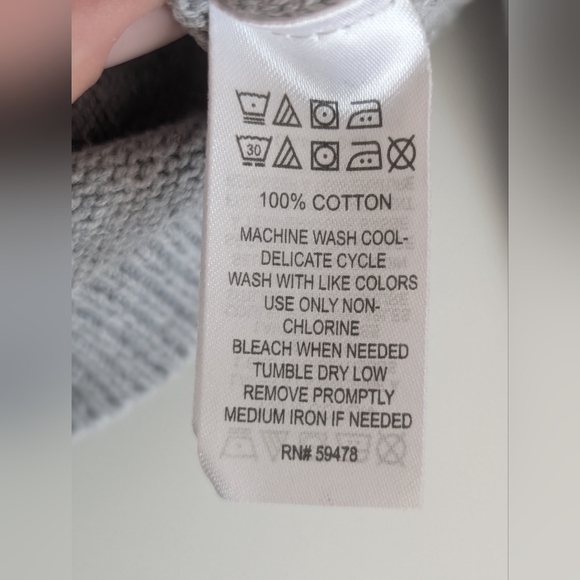 30
100% COTTON
MACHINE WASH COOL-
DELICATE CYCLE
WASH WITH LIKE COLORS
USE ONLY NON-
CHLORINE
BLEACH WHEN NEEDED
TUMBLE DRY LOW
REMOVE PROMPTLY
MEDIUM IRON IF NEEDED
RN# 59478